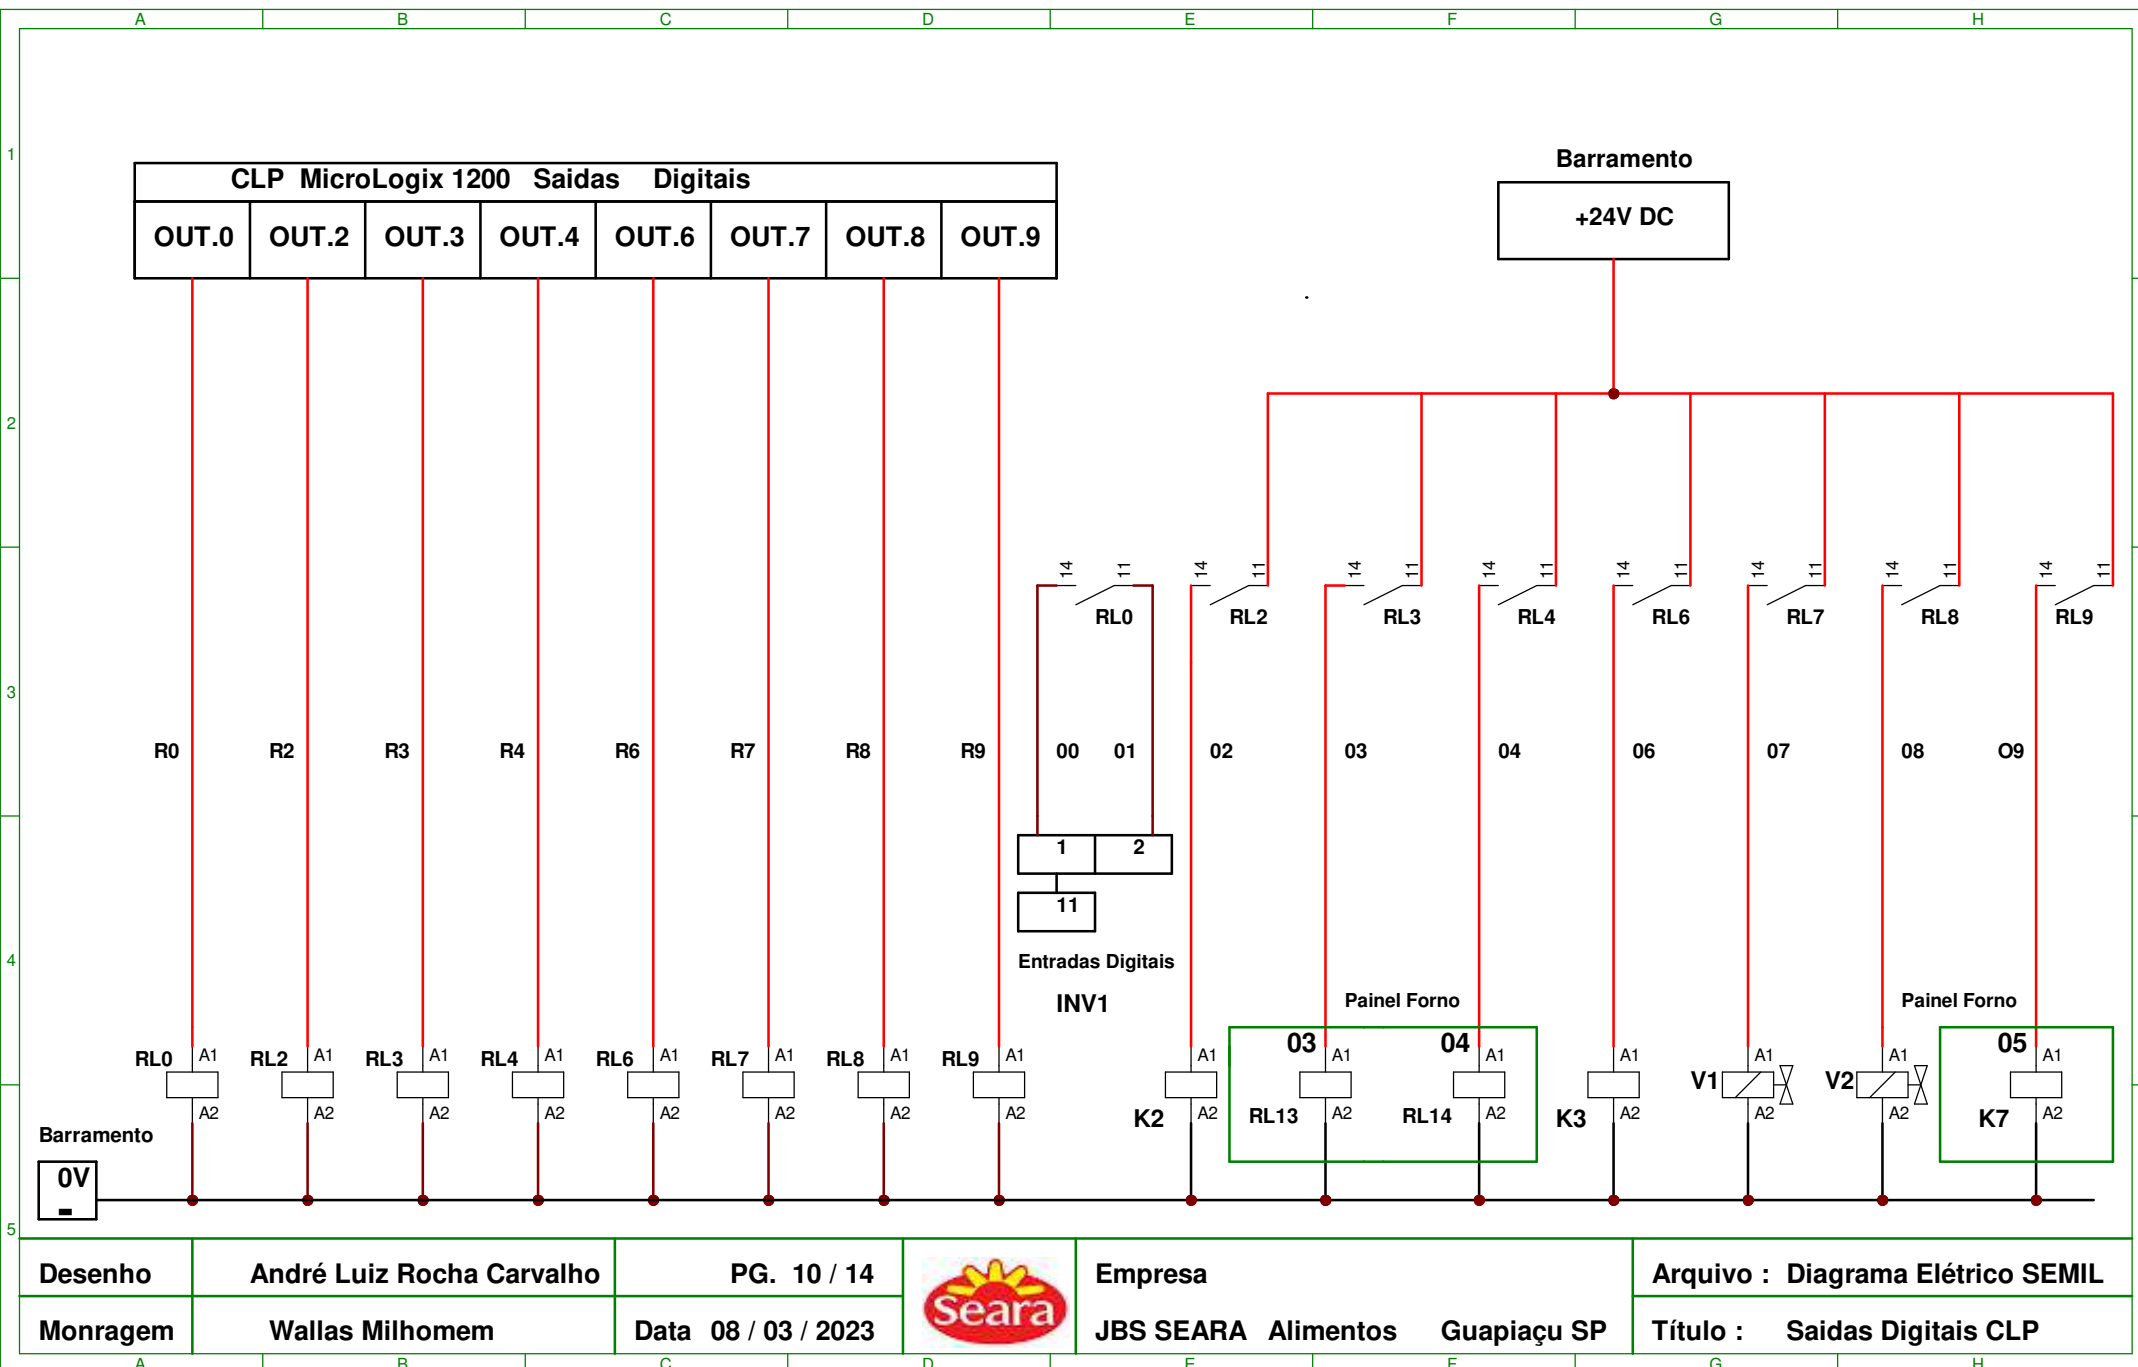 A B C D E F G H
1
CLP MicroLogix 1200 Saidas Digitais
OUT.0 OUT.2 OUT.3 OUT.4 OUT.6 OUT.7 OUT.8 OUT.9
Barramento
+24V DC
2
14 11 14 11 14 11 14 11 14 11 14 11 14 11 14 11
RL0 RL2 RL3 RL4 RL6 RL7 RL8 RL9
3
R0 R2 R3 R4 R6 R7 R8 R9 00 01 02 03 04 06 07 08 O9
1 2
11
4
Entradas Digitais
INV1
Painel Forno
Painel Forno
03 04 05
RL0 A1 RL2 A1 RL3 A1 RL4 A1 RL6 A1 RL7 A1 RL8 A1 RL9 A1 A1 A1 A1 A1 A1 A1 A1
V1 V2
A2 A2 A2 A2 A2 A2 A2 A2 K2 A2 RL13 A2 RL14 A2 K3 A2 A2 A2 K7 A2
Barramento
0V
-
5
Desenho André Luiz Rocha Carvalho PG. 10 / 14
Monragem Wallas Milhomem Data 08 / 03 / 2023
Seara
Empresa
JBS SEARA Alimentos Guapiaçu SP
Arquivo : Diagrama Elétrico SEMIL
Título : Saidas Digitais CLP
A B C D E F G H